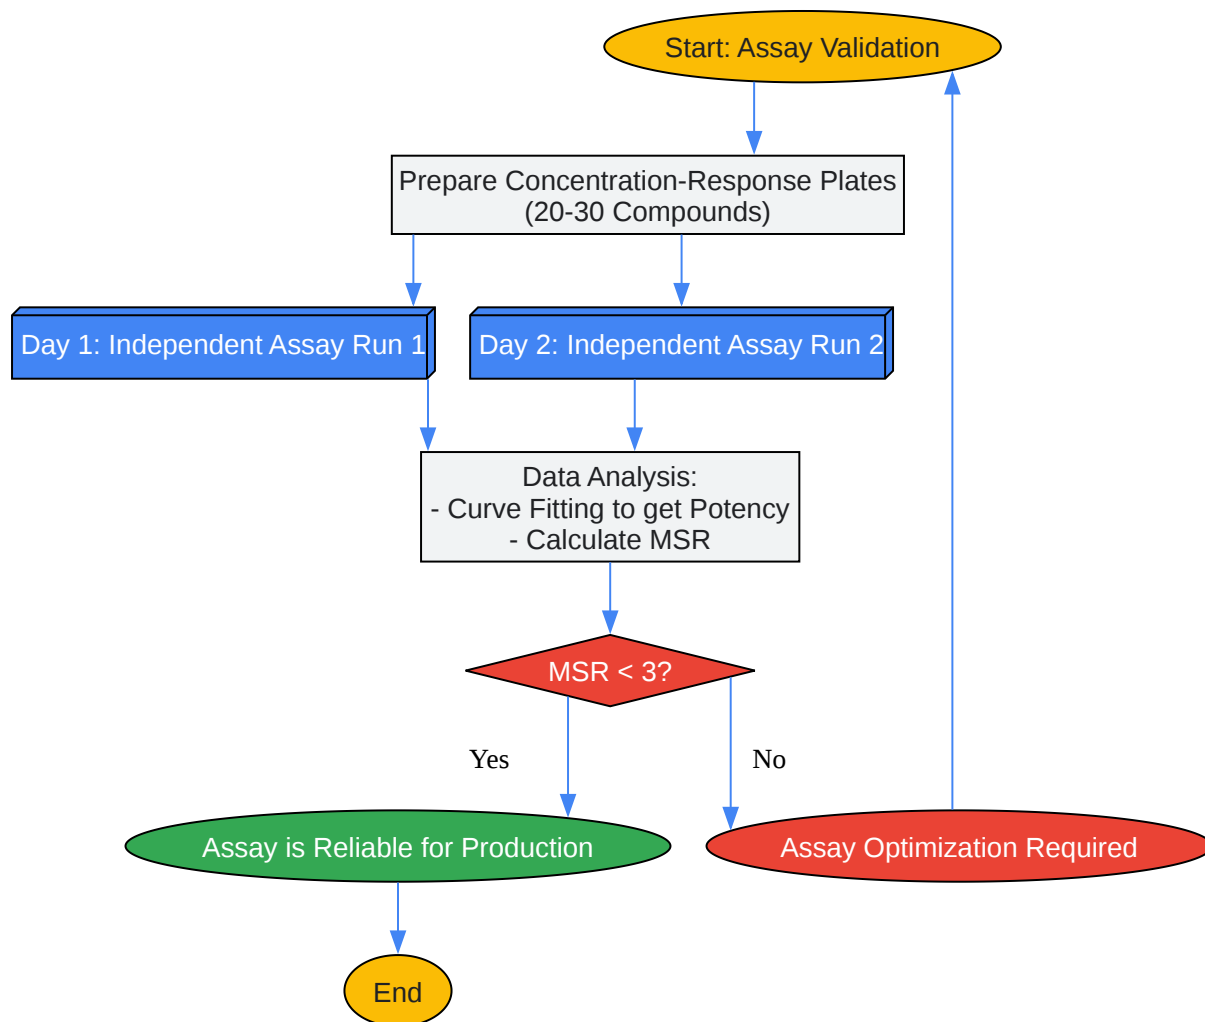 Start: Assay Validation
Prepare Concentration-Response Plates
(20-30 Compounds)
Day 1: Independent Assay Run 1
Day 2: Independent Assay Run 2
Data Analysis:
- Curve Fitting to get Potency
- Calculate MSR
MSR < 3?
Yes
No
Assay is Reliable for Production
Assay Optimization Required
End